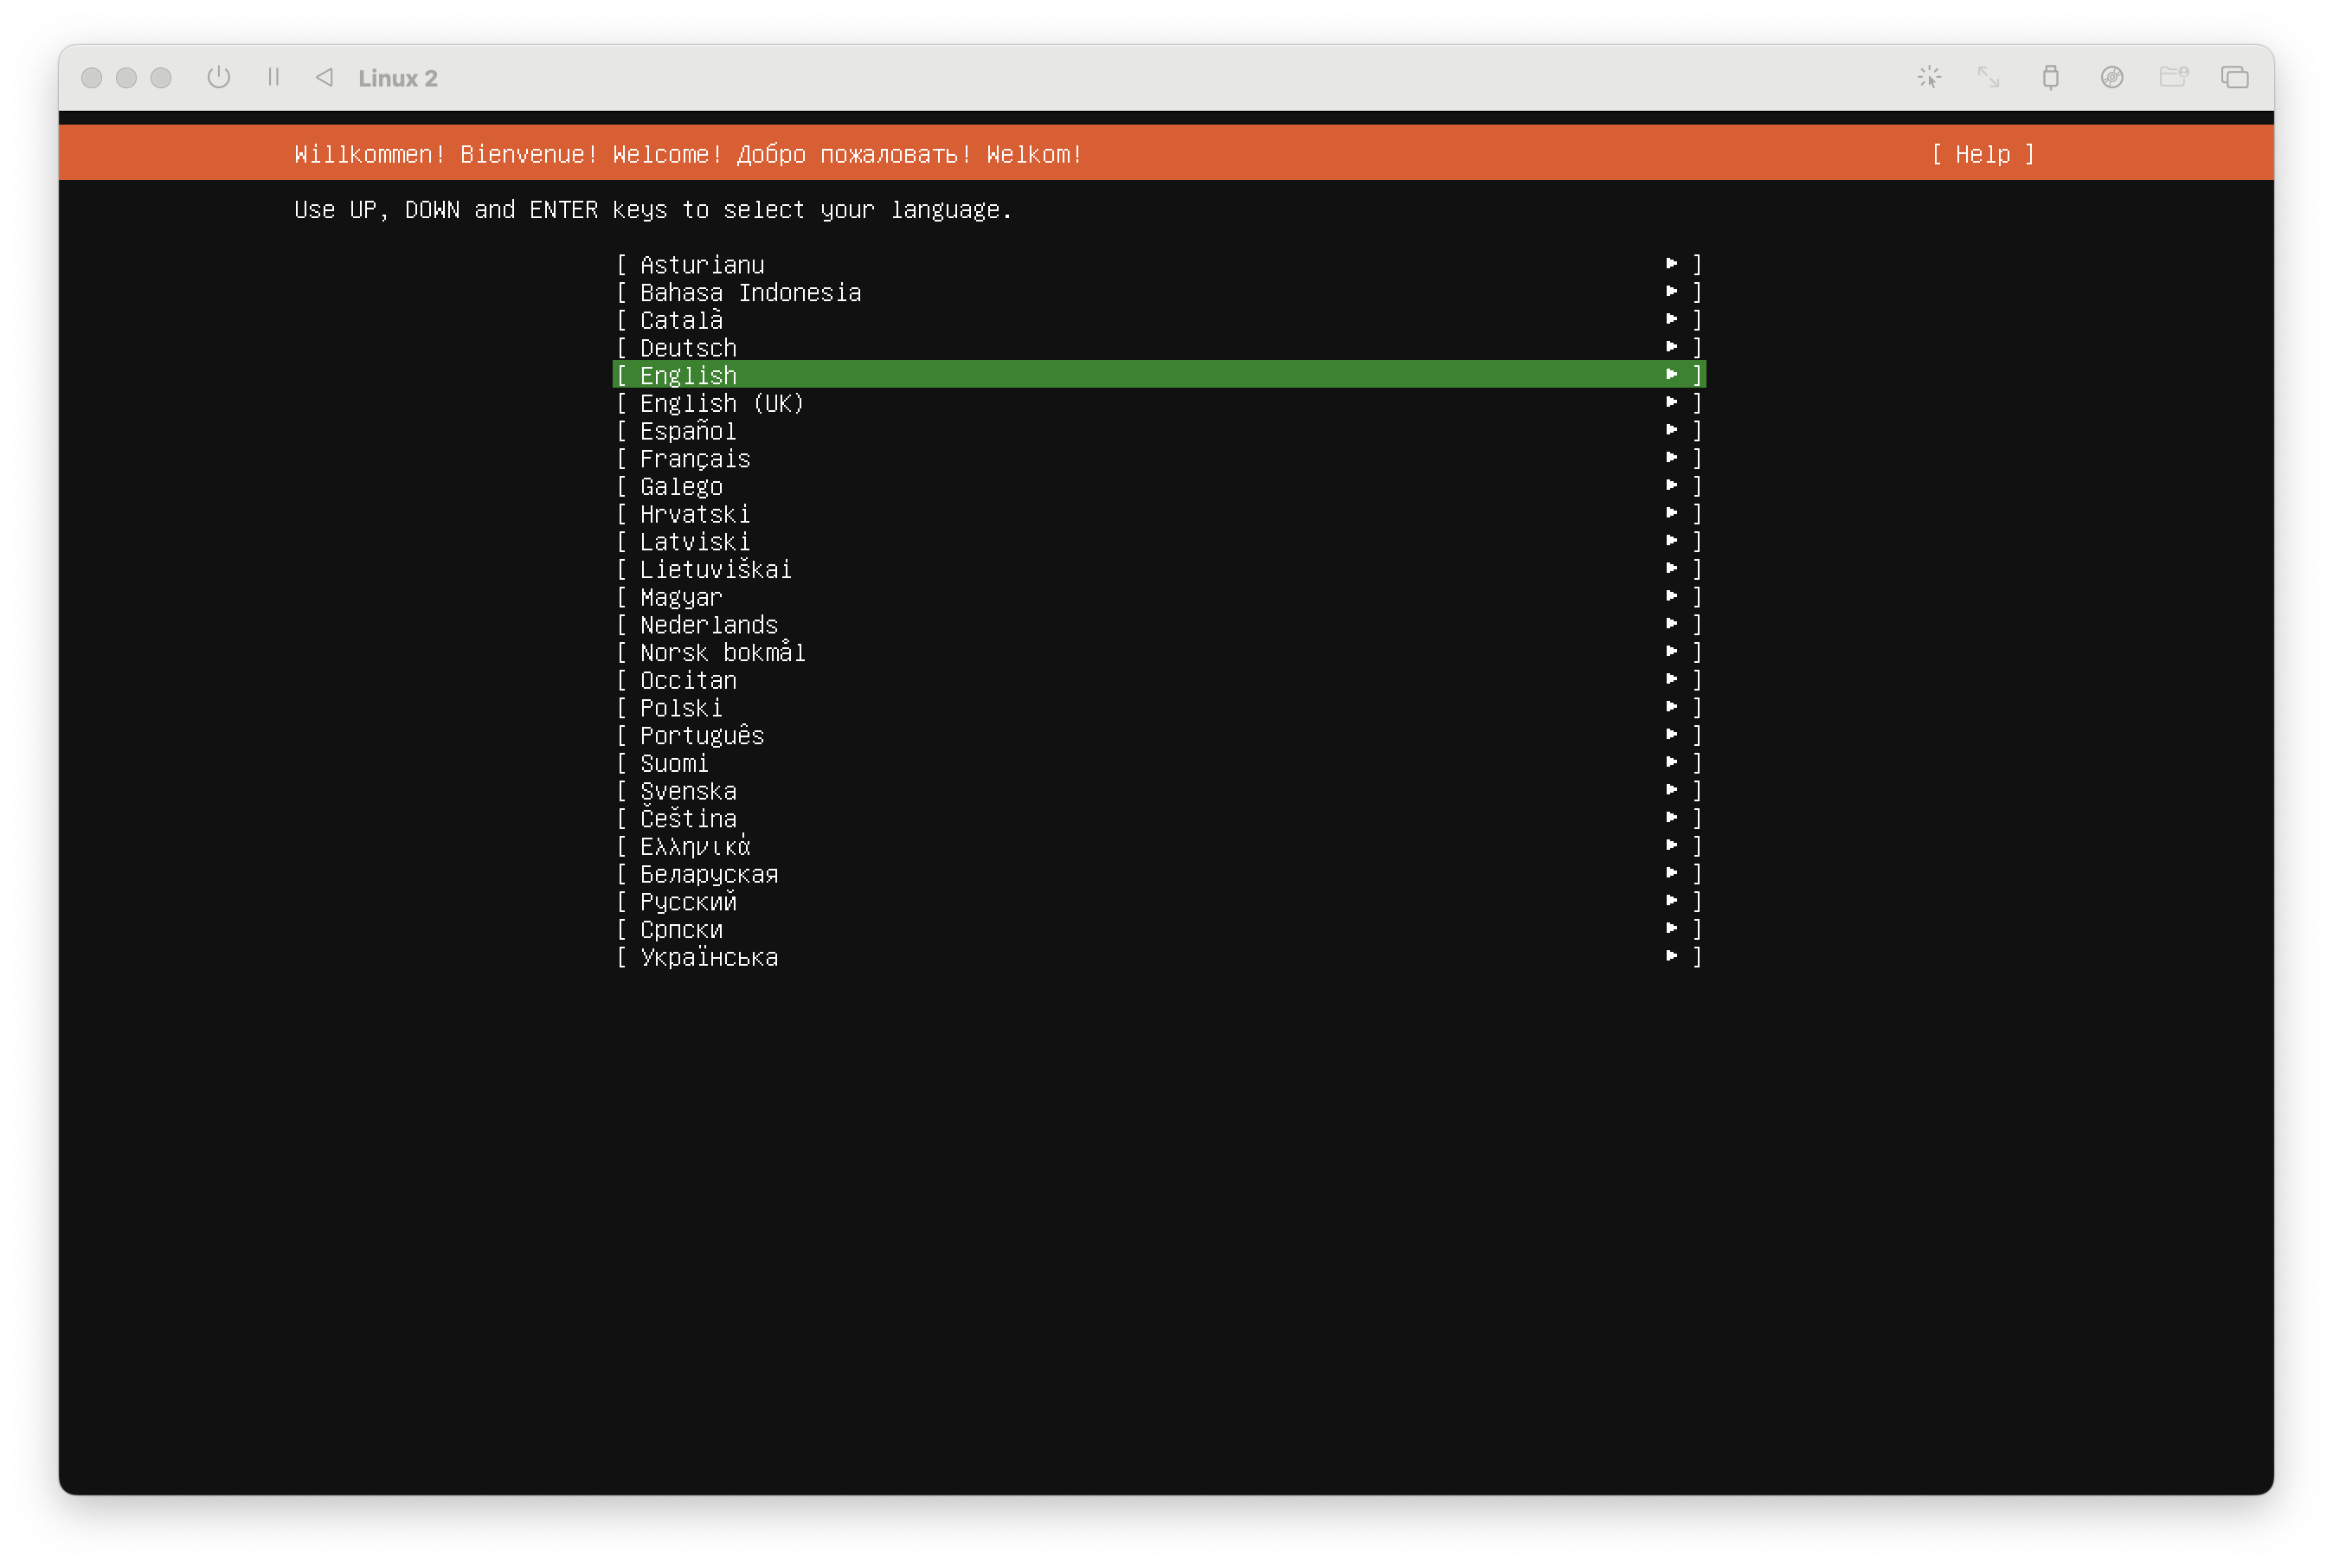 Linux 2
Willkommen! Bienvenue! Welcome! Добро пожаловать! Welkom! [ Help ]
Use UP, DOWN and ENTER keys to select your language.
[ Asturianu ► ]
[ Bahasa Indonesia ► ]
[ Català ► ]
[ Deutsch ► ]
[ English ► ]
[ English (UK) ► ]
[ Español ► ]
[ Français ► ]
[ Galego ► ]
[ Hrvatski ► ]
[ Latviski ► ]
[ Lietuviškai ► ]
[ Magyar ► ]
[ Nederlands ► ]
[ Norsk bokmål ► ]
[ Occitan ► ]
[ Polski ► ]
[ Português ► ]
[ Suomi ► ]
[ Svenska ► ]
[ Čeština ► ]
[ Ελληνικά ► ]
[ Беларуская ► ]
[ Русский ► ]
[ Српски ► ]
[ Українська ► ]